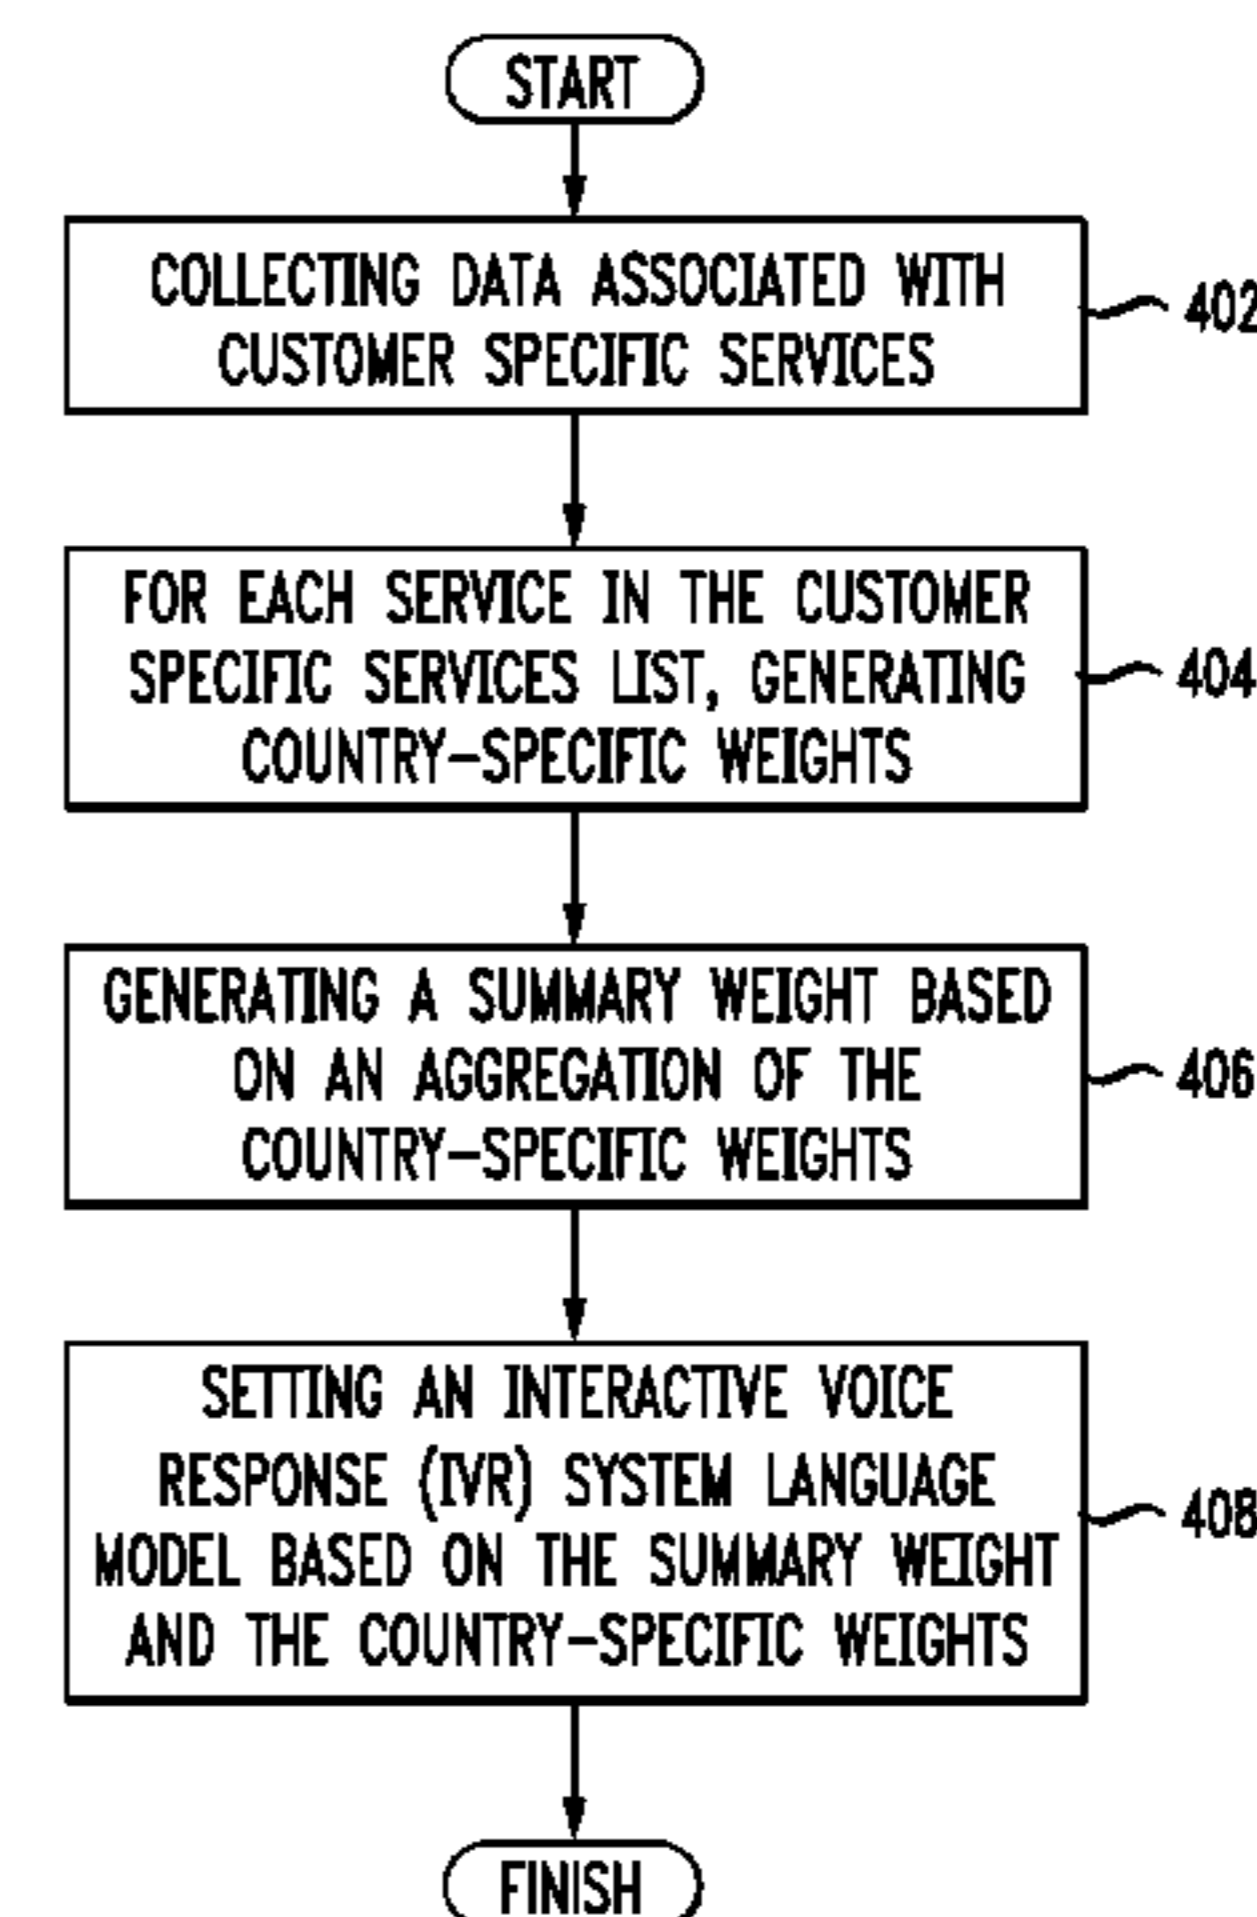 START
COLLECTING DATA ASSOCIATED WITH
CUSTOMER SPECIFIC SERVICES
402
FOR EACH SERVICE IN THE CUSTOMER
SPECIFIC SERVICES LIST, GENERATING
COUNTRY-SPECIFIC WEIGHTS
404
GENERATING A SUMMARY WEIGHT BASED
ON AN AGGREGATION OF THE
COUNTRY-SPECIFIC WEIGHTS
406
SETTING AN INTERACTIVE VOICE
RESPONSE (IVR) SYSTEM LANGUAGE
MODEL BASED ON THE SUMMARY WEIGHT
AND THE COUNTRY-SPECIFIC WEIGHTS
408
FINISH